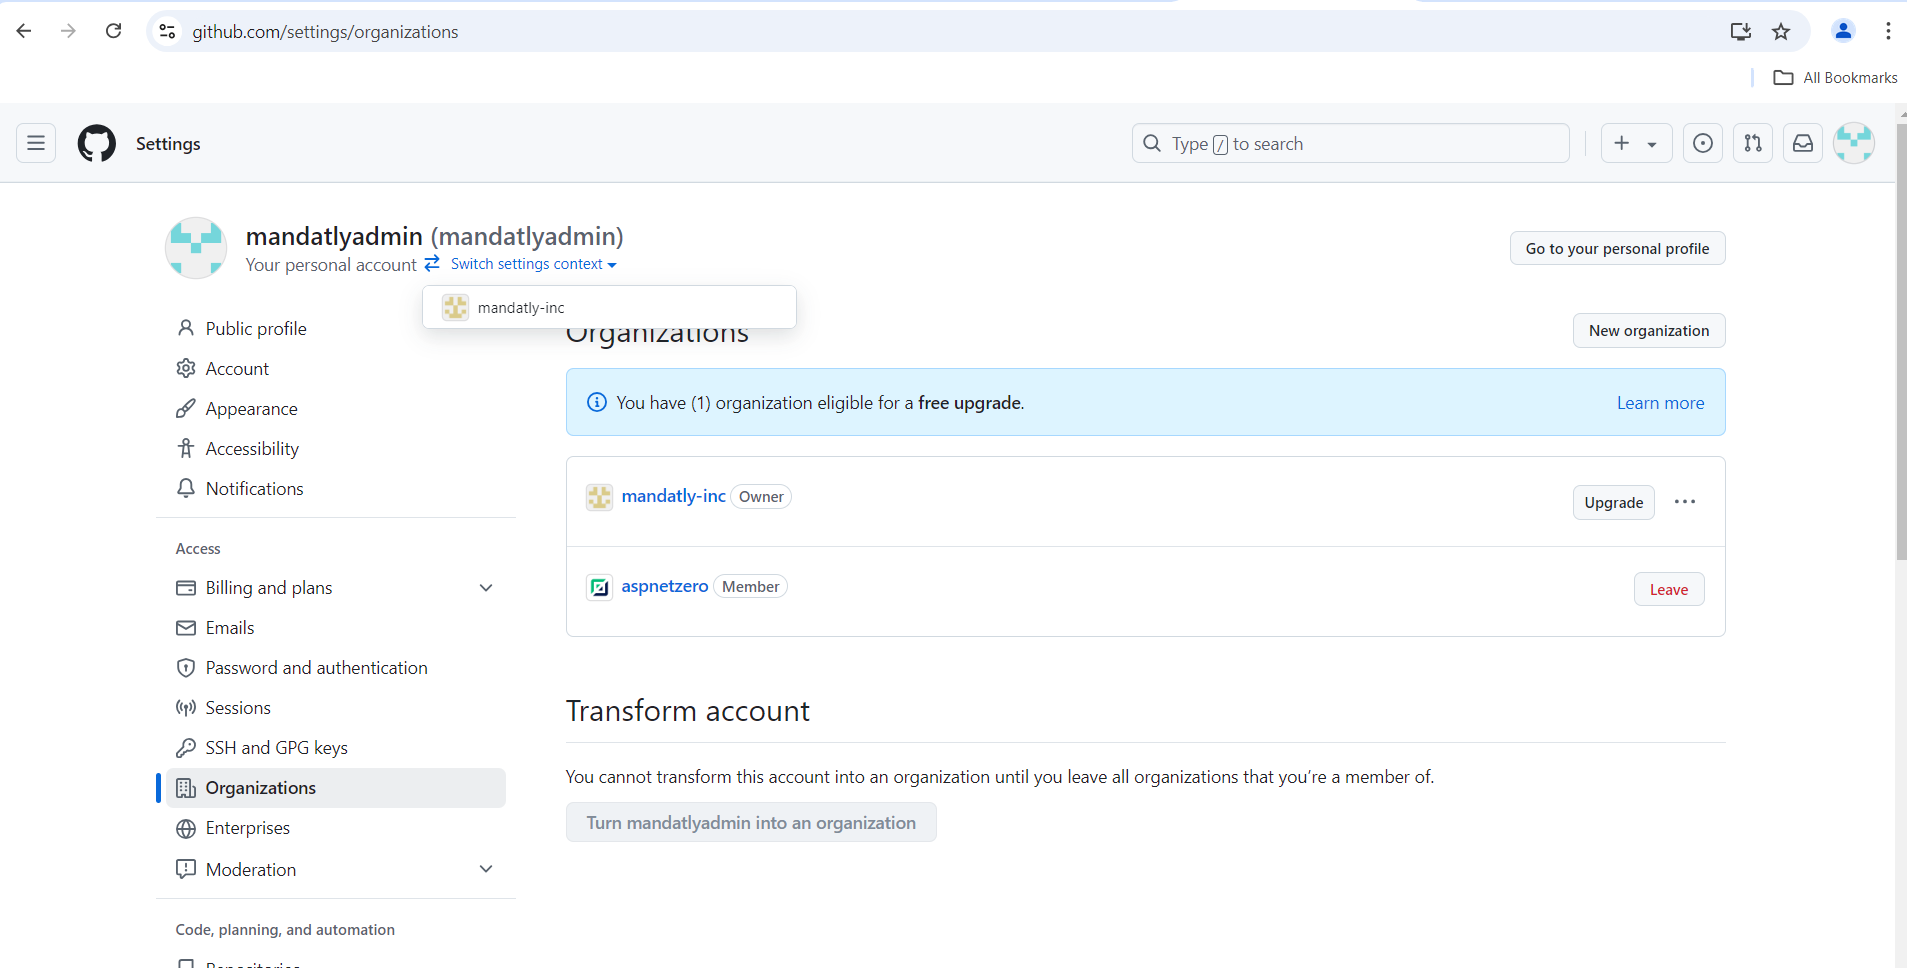 github.com/settings/organizations
All Bookmarks
Settings
Type / to search
mandatlyadmin (mandatlyadmin)
Your personal account Switch settings context
Go to your personal profile
mandatly-inc
Public profile
Account
Appearance
Accessibility
Notifications
Access
Billing and plans
Emails
Password and authentication
Sessions
SSH and GPG keys
Organizations
Enterprises
Moderation
Code, planning, and automation
Repositories
Organizations
New organization
You have (1) organization eligible for a free upgrade.
Learn more
mandatly-inc Owner
Upgrade
aspnetzero Member
Leave
Transform account
You cannot transform this account into an organization until you leave all organizations that you’re a member of.
Turn mandatlyadmin into an organization